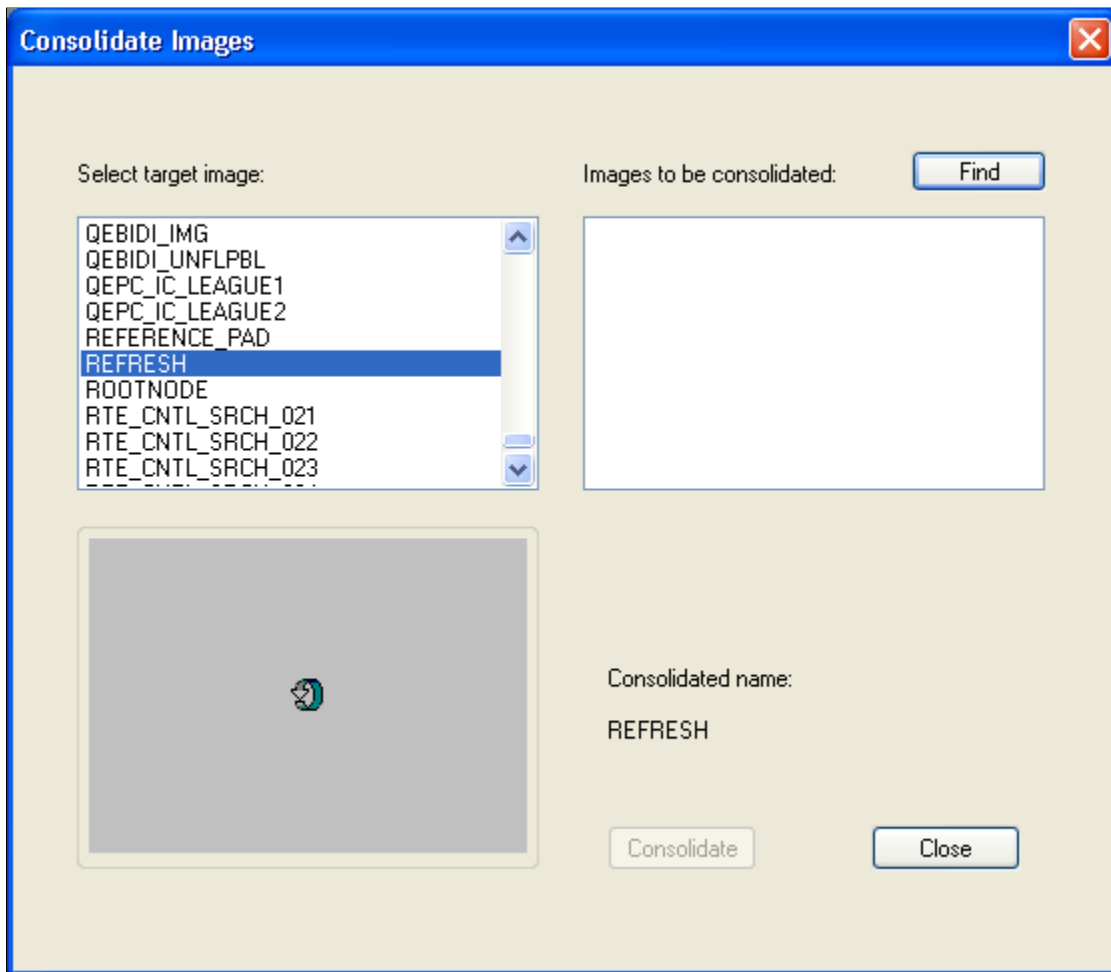 Consolidate Images
Select target image:
QEBIDI_IMG
QEBIDI_UNFLPBL
QEPC_IC_LEAGUE1
QEPC_IC_LEAGUE2
REFERENCE_PAD
REFRESH
ROOTNODE
RTE_CNTL_SRCH_021
RTE_CNTL_SRCH_022
RTE_CNTL_SRCH_023
Images to be consolidated:
Find
Consolidated name:
REFRESH
Consolidate
Close